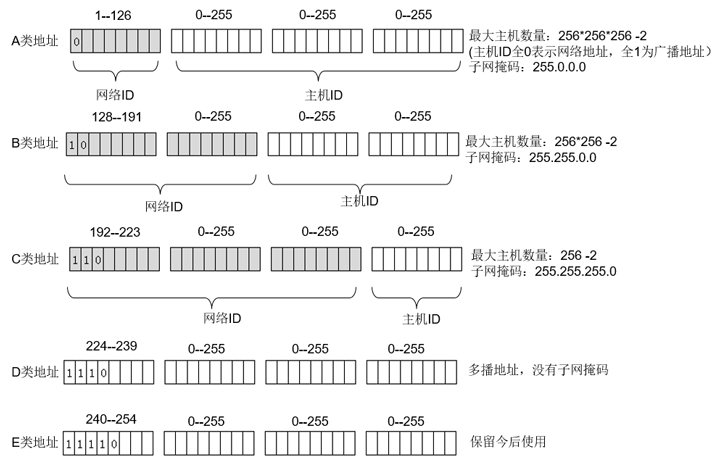 1--126 0--255 0--255 0--255
A类地址 0 最大主机数量：256*256*256 -2
(主机ID全0表示网络地址，全1为广播地址)
子网掩码：255.0.0.0
网络ID 主机ID
128--191 0--255 0--255 0--255
B类地址 1 0 最大主机数量：256*256 -2
子网掩码：255.255.0.0
网络ID 主机ID
192--223 0--255 0--255 0--255
C类地址 1 1 0 最大主机数量：256 -2
子网掩码：255.255.255.0
网络ID 主机ID
224--239 0--255 0--255 0--255
D类地址 1 1 1 0 多播地址，没有子网掩码
240--254 0--255 0--255 0--255
E类地址 1 1 1 1 0 保留今后使用